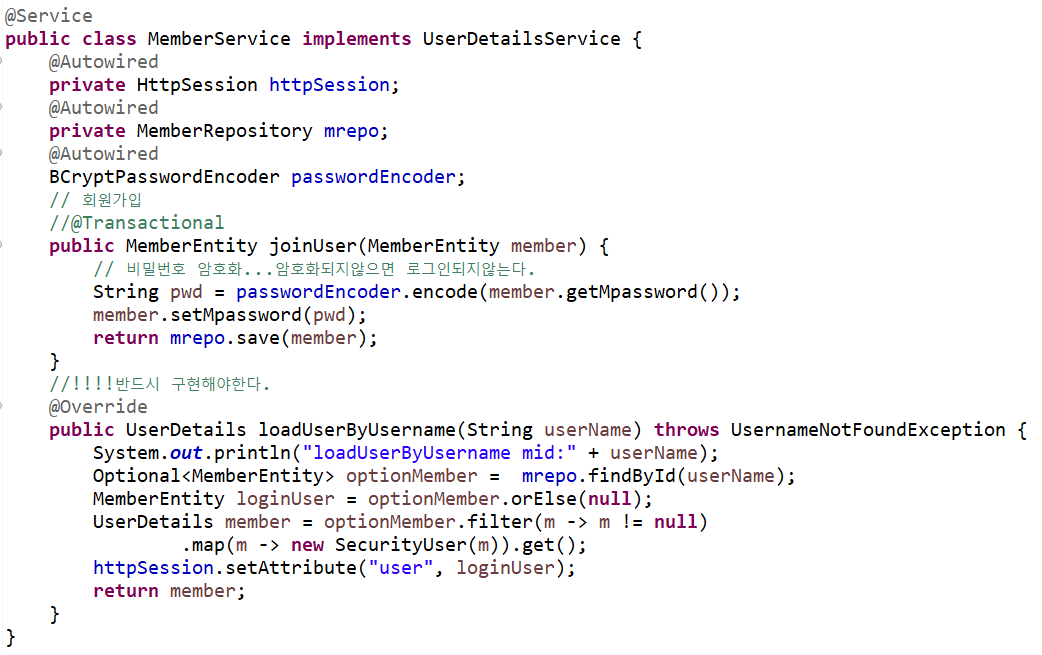 @Service
public class MemberService implements UserDetailsService {
    @Autowired
    private HttpSession httpSession;
    @Autowired
    private MemberRepository mrepo;
    @Autowired
    BCryptPasswordEncoder passwordEncoder;
    // 회원가입
    //@Transactional
    public MemberEntity joinUser(MemberEntity member) {
        // 비밀번호 암호화...암호화되지않으면 로그인되지않는다.
        String pwd = passwordEncoder.encode(member.getMpassword());
        member.setMpassword(pwd);
        return mrepo.save(member);
    }
    //!!!!반드시 구현해야한다.
    @Override
    public UserDetails loadUserByUsername(String userName) throws UsernameNotFoundException {
        System.out.println("loadUserByUsername mid:" + userName);
        Optional<MemberEntity> optionMember =  mrepo.findById(userName);
        MemberEntity loginUser = optionMember.orElse(null);
        UserDetails member = optionMember.filter(m -> m != null)
                .map(m -> new SecurityUser(m)).get();
        httpSession.setAttribute("user", loginUser);
        return member;
    }
}